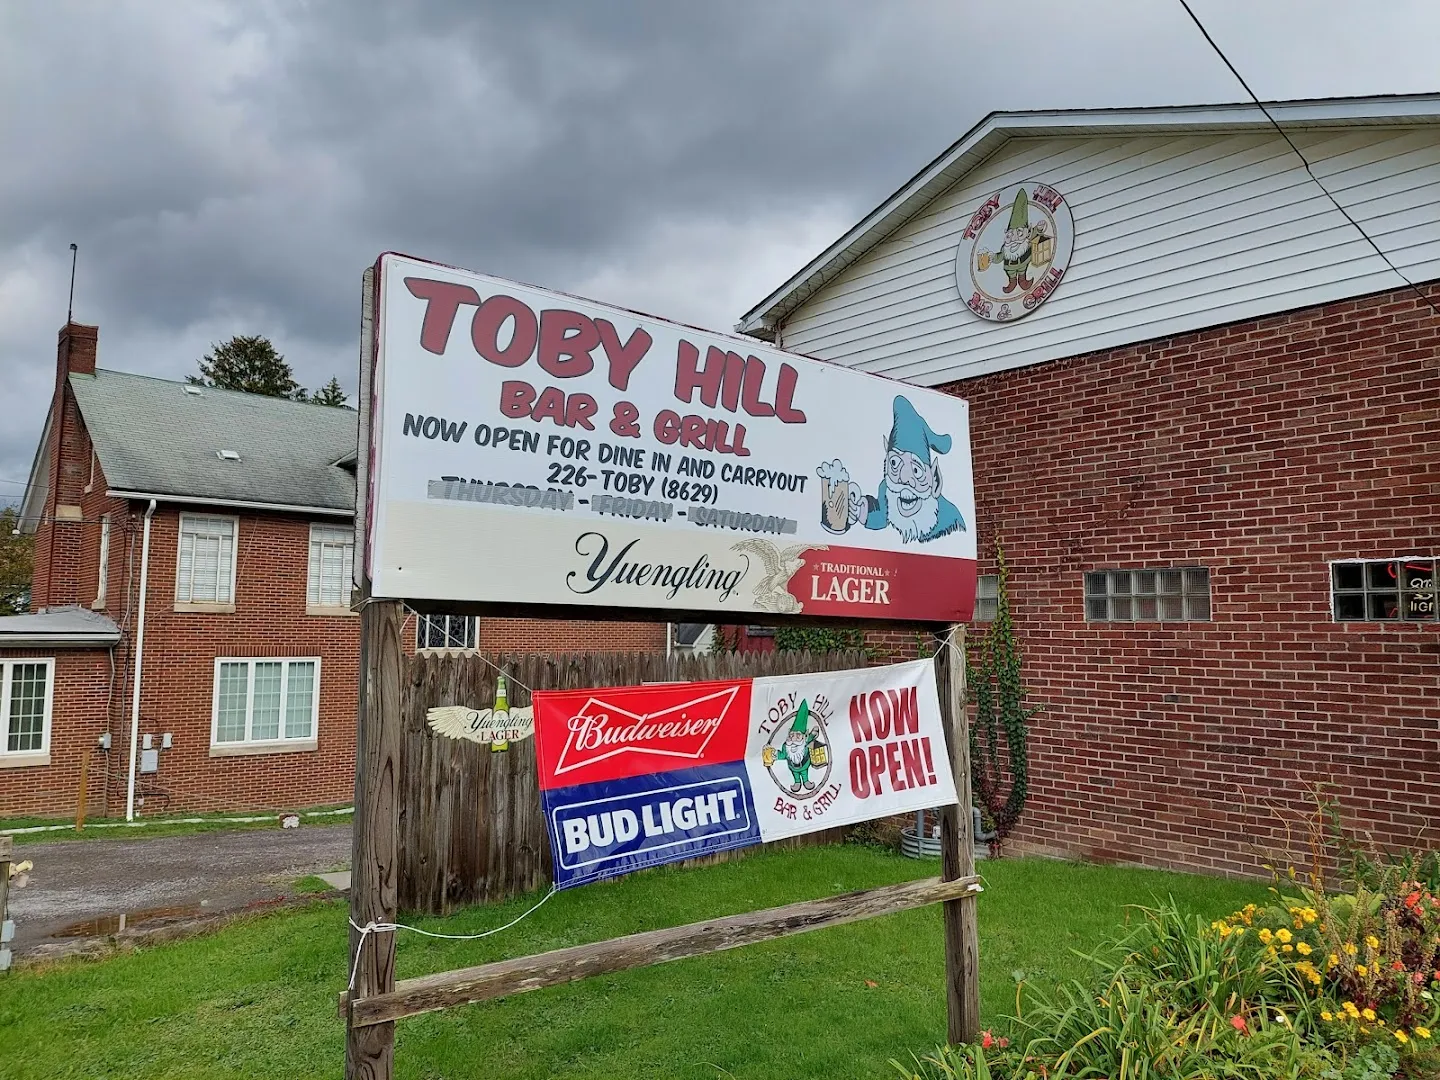 TOBY HILL
BAR & GRILL
NOW OPEN FOR DINE IN AND CARRYOUT
226-TOBY (8629)
THURSDAY - FRIDAY - SATURDAY
Yuengling
TRADITIONAL
LAGER
TOBY HILL
BAR & GRILL
Yuengling
LAGER
Budweiser
BUD LIGHT
TOBY HILL
BAR & GRILL
NOW
OPEN!